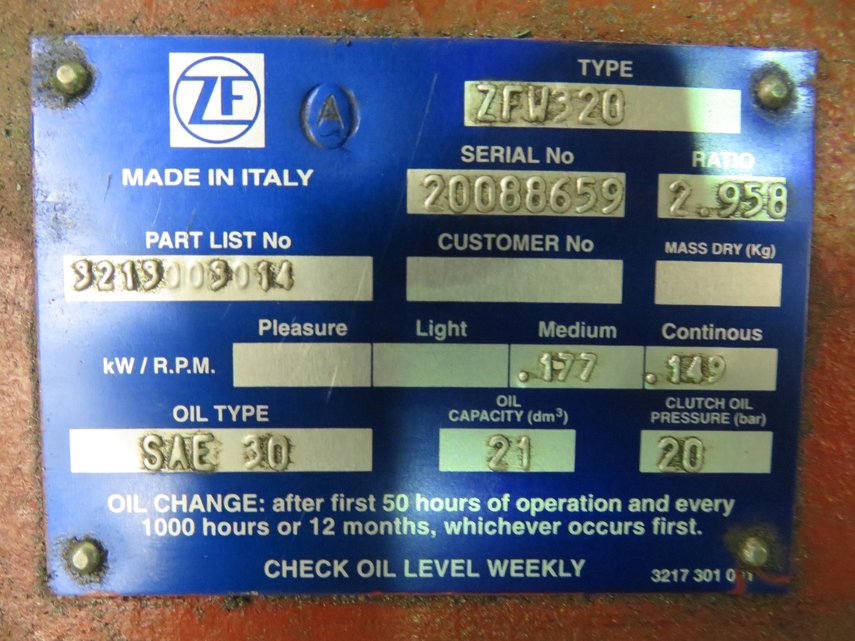 ZF
A
TYPE
ZFW320
MADE IN ITALY
SERIAL No
RATIO
20088659
2.958
PART LIST No
CUSTOMER No
MASS DRY (Kg)
3213003014
Pleasure
Light
Medium
Continous
kW / R.P.M.
.177
.149
OIL TYPE
OIL CAPACITY (dm³)
CLUTCH OIL PRESSURE (bar)
SAE 30
21
20
OIL CHANGE: after first 50 hours of operation and every
1000 hours or 12 months, whichever occurs first.
CHECK OIL LEVEL WEEKLY
3217 301